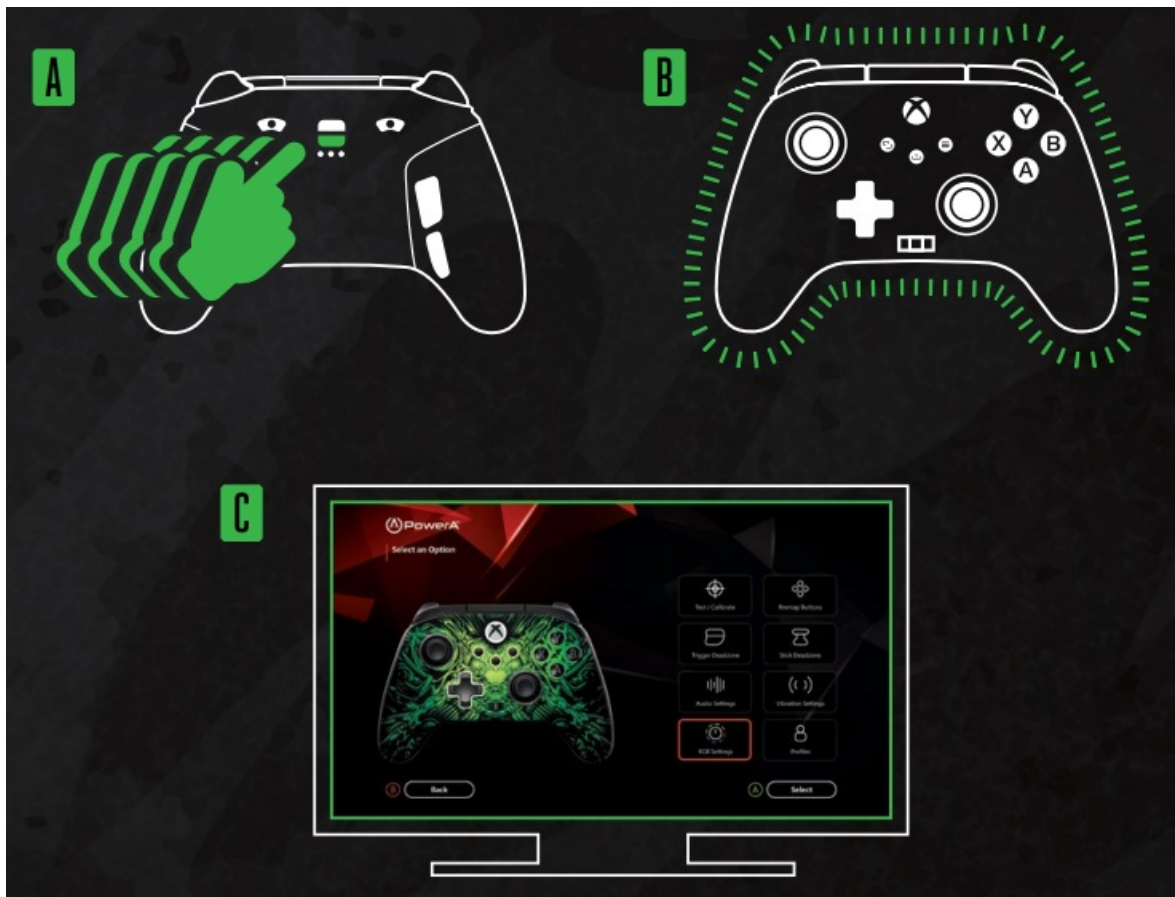 A
B
Y
X
B
A
C
PowerA
Select an Option
Test / Calibrate
Remap Buttons
Trigger Deadzone
Stick Deadzone
Audio Settings
Vibration Settings
RGB Settings
Profiles
B
Back
A
Select